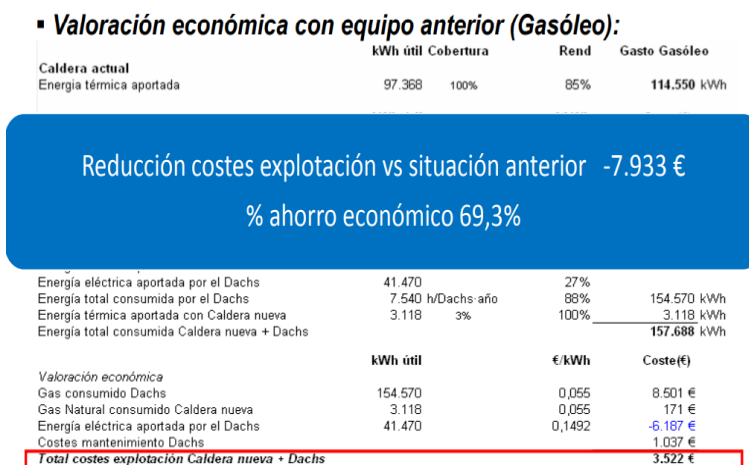 ▪ Valoración económica con equipo anterior (Gasóleo):
kWh útil Cobertura Rend Gasto Gasóleo
Caldera actual
Energia térmica aportada 97.368 100% 85% 114.550 kWh
Reducción costes explotación vs situación anterior -7.933 €
% ahorro económico 69,3%
Energía eléctrica aportada por el Dachs 41.470 27%
Energía total consumida por el Dachs 7.540 h/Dachs·año 88% 154.570 kWh
Energía térmica aportada con Caldera nueva 3.118 3% 100% 3.118 kWh
Energía total consumida Caldera nueva + Dachs 157.688 kWh
kWh útil €/kWh Coste(€)
Valoración económica
Gas consumido Dachs 154.570 0,055 8.501 €
Gas Natural consumido Caldera nueva 3.118 0,055 171 €
Energía eléctrica aportada por el Dachs 41.470 0,1492 -6.187 €
Costes mantenimiento Dachs 1.037 €
Total costes explotación Caldera nueva + Dachs 3.522 €